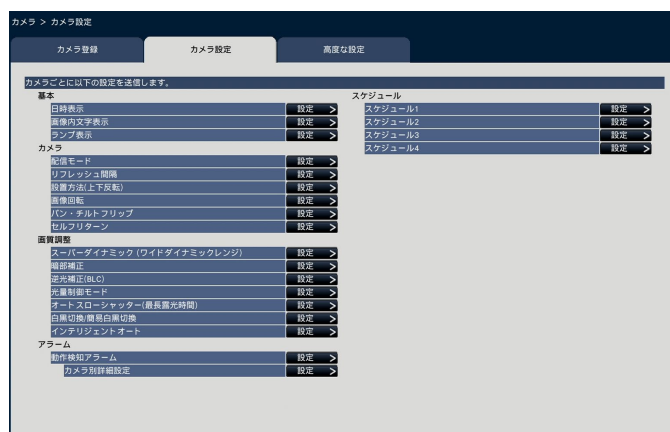 カメラ > カメラ設定
カメラ登録
カメラ設定
高度な設定
カメラごとに以下の設定を送信します。
基本
日時表示 設定 >
画像内文字表示 設定 >
ランプ表示 設定 >
カメラ
配信モード 設定 >
リフレッシュ間隔 設定 >
設置方法(上下反転) 設定 >
画像回転 設定 >
パン・チルトフリップ 設定 >
セルフリターン 設定 >
画質調整
スーパーダイナミック (ワイドダイナミックレンジ) 設定 >
暗部補正 設定 >
逆光補正(BLC) 設定 >
光量制御モード 設定 >
オートスローシャッター(最長露光時間) 設定 >
白黒切換/簡易白黒切換 設定 >
インテリジェントオート 設定 >
アラーム
動作検知アラーム 設定 >
カメラ別詳細設定 設定 >
スケジュール
スケジュール1 設定 >
スケジュール2 設定 >
スケジュール3 設定 >
スケジュール4 設定 >